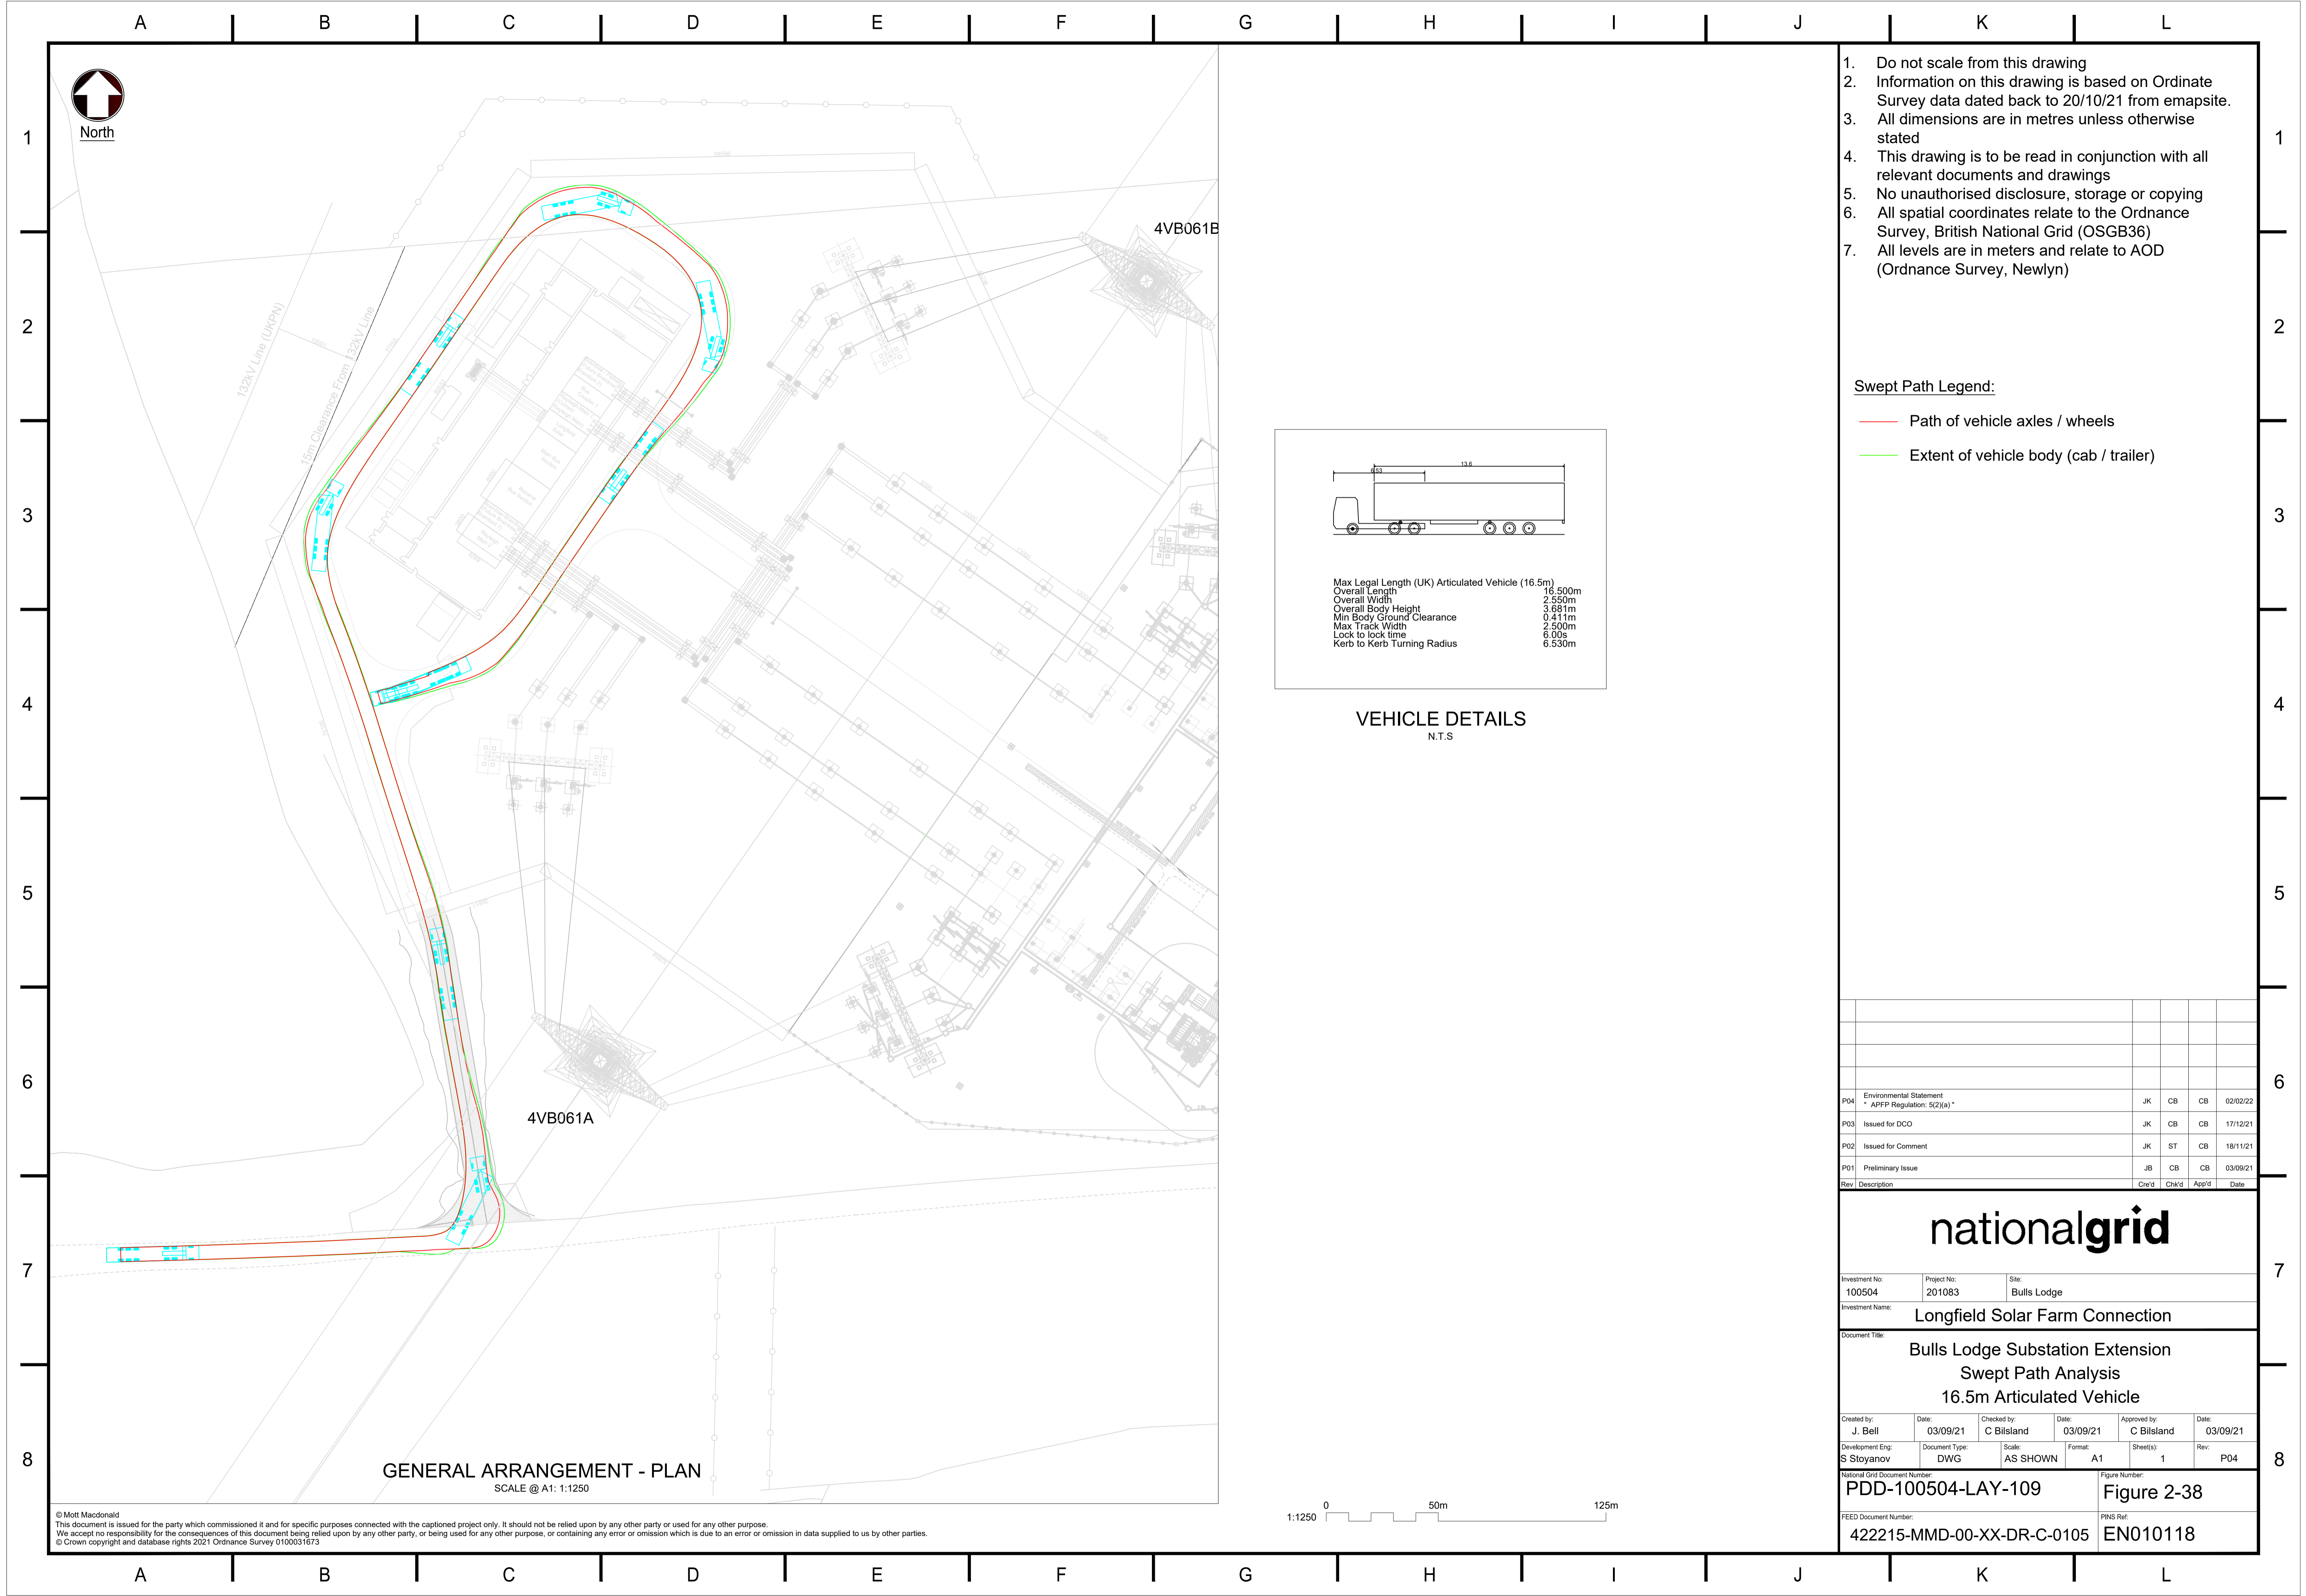 A B C D E F G H I J K L
1
2
3
4
5
6
7
8
North
4VB061B
132kV Line (UKPN)
15m Clearance From 132kV Line
4VB061A
GENERAL ARRANGEMENT - PLAN
SCALE @ A1: 1:1250
© Mott Macdonald
This document is issued for the party which commissioned it and for specific purposes connected with the captioned project only. It should not be relied upon by any other party or used for any other purpose.
We accept no responsibility for the consequences of this document being relied upon by any other party, or being used for any other purpose, or containing any error or omission which is due to an error or omission in data supplied to us by other parties.
© Crown copyright and database rights 2021 Ordnance Survey 0100031673
13.6
6.53
Max Legal Length (UK) Articulated Vehicle (16.5m)
Overall Length 16.500m
Overall Width 2.550m
Overall Body Height 3.681m
Min Body Ground Clearance 0.411m
Max Track Width 2.500m
Lock to lock time 6.00s
Kerb to Kerb Turning Radius 6.530m
VEHICLE DETAILS
N.T.S
1:1250 0 50m 125m
1. Do not scale from this drawing
2. Information on this drawing is based on Ordinate
Survey data dated back to 20/10/21 from emapsite.
3. All dimensions are in metres unless otherwise
stated
4. This drawing is to be read in conjunction with all
relevant documents and drawings
5. No unauthorised disclosure, storage or copying
6. All spatial coordinates relate to the Ordnance
Survey, British National Grid (OSGB36)
7. All levels are in meters and relate to AOD
(Ordnance Survey, Newlyn)
Swept Path Legend:
Path of vehicle axles / wheels
Extent of vehicle body (cab / trailer)
P04 Environmental Statement
" APFP Regulation: 5(2)(a) " JK CB CB 02/02/22
P03 Issued for DCO JK CB CB 17/12/21
P02 Issued for Comment JK ST CB 18/11/21
P01 Preliminary Issue JB CB CB 03/09/21
Rev Description Cre'd Chk'd App'd Date
nationalgrid
Investment No: Project No: Site:
100504 201083 Bulls Lodge
Investment Name:
Longfield Solar Farm Connection
Document Title:
Bulls Lodge Substation Extension
Swept Path Analysis
16.5m Articulated Vehicle
Created by: Date: Checked by: Date: Approved by: Date:
J. Bell 03/09/21 C Bilsland 03/09/21 C Bilsland 03/09/21
Development Eng: Document Type: Scale: Format: Sheet(s): Rev:
S Stoyanov DWG AS SHOWN A1 1 P04
National Grid Document Number: Figure Number:
PDD-100504-LAY-109 Figure 2-38
FEED Document Number: PINS Ref:
422215-MMD-00-XX-DR-C-0105 EN010118
1
2
3
4
5
6
7
8
A B C D E F G H I J K L